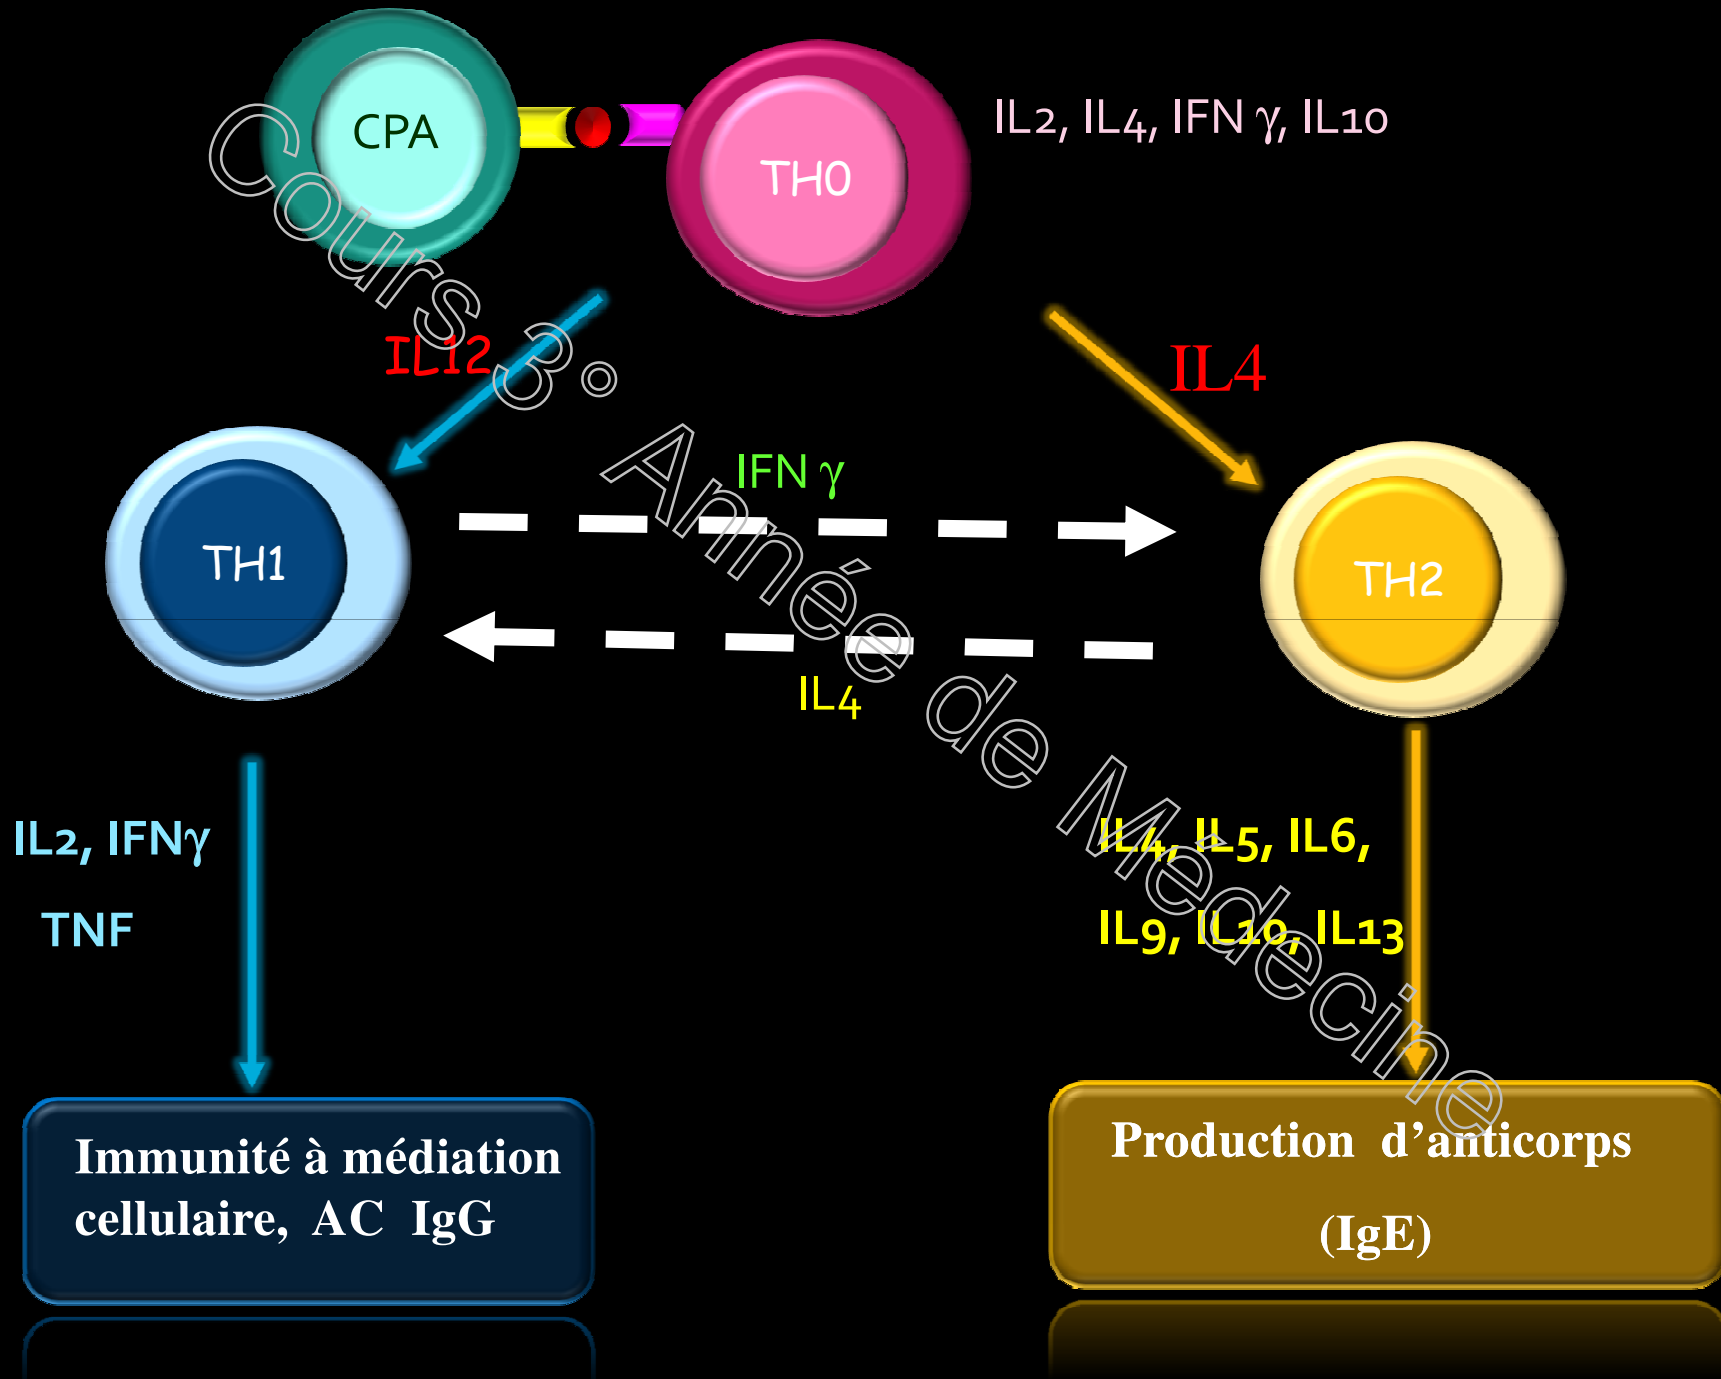 CPA
TH0
IL2, IL4, IFN γ, IL10
IL12
IL4
IFN γ
TH1
TH2
IL4
IL2, IFNγ
TNF
IL4, IL5, IL6,
IL9, IL10, IL13
Immunité à médiation
cellulaire, AC IgG
Production d’anticorps
(IgE)
Cours 3° Année de Médecine